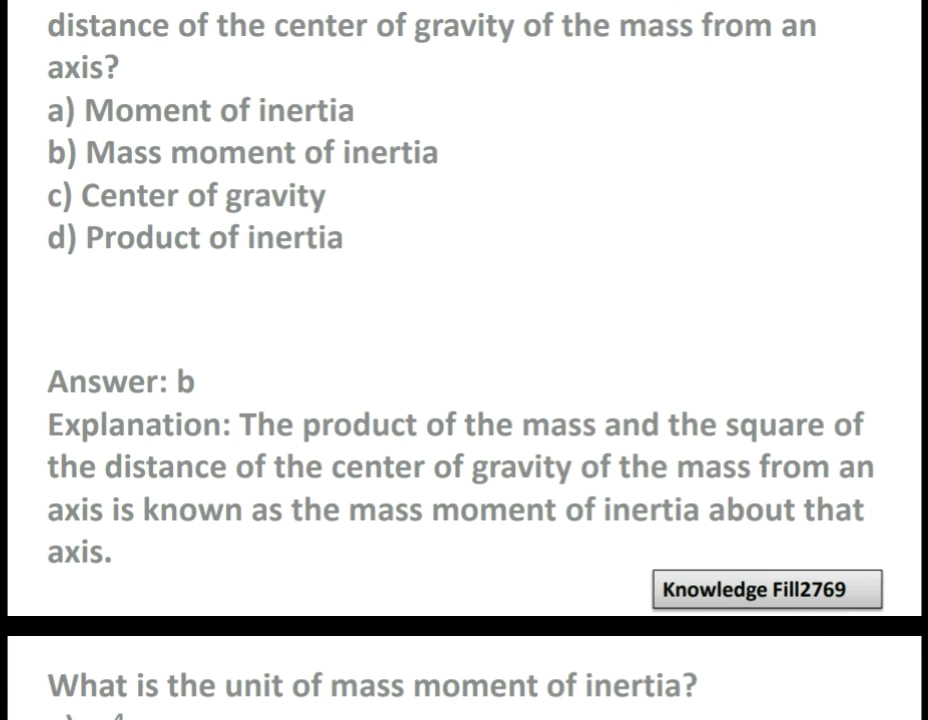 distance of the center of gravity of the mass from an
axis?
a) Moment of inertia
b) Mass moment of inertia
c) Center of gravity
d) Product of inertia
Answer: b
Explanation: The product of the mass and the square of
the distance of the center of gravity of the mass from an
axis is known as the mass moment of inertia about that
axis.
Knowledge Fill2769
What is the unit of mass moment of inertia?